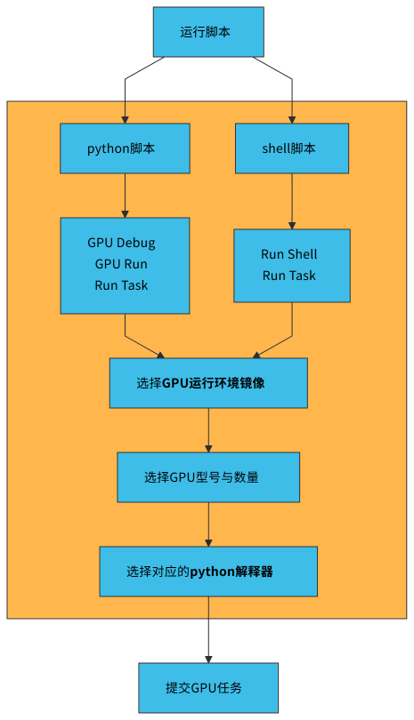 运行脚本
python脚本
shell脚本
GPU Debug
GPU Run
Run Task
Run Shell
Run Task
选择GPU运行环境镜像
选择GPU型号与数量
选择对应的python解释器
提交GPU任务